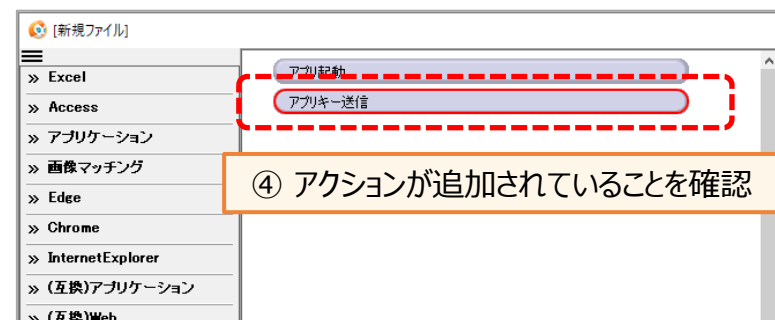 [新規ファイル]
» Excel
» Access
» アプリケーション
» 画像マッチング
» Edge
» Chrome
» InternetExplorer
» (互換)アプリケーション
» (互換)Web
アプリ起動
アプリキー送信
④ アクションが追加されていることを確認